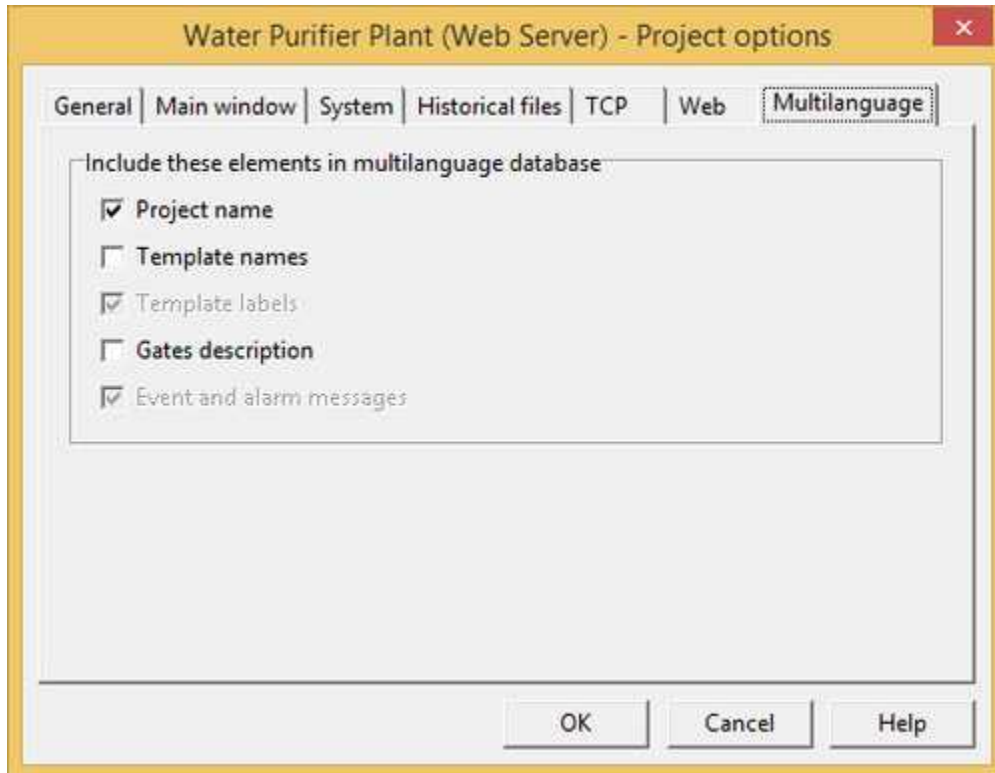 Water Purifier Plant (Web Server) - Project options
General Main window System Historical files TCP Web Multilanguage
Include these elements in multilanguage database
Project name
Template names
Template labels
Gates description
Event and alarm messages
OK Cancel Help